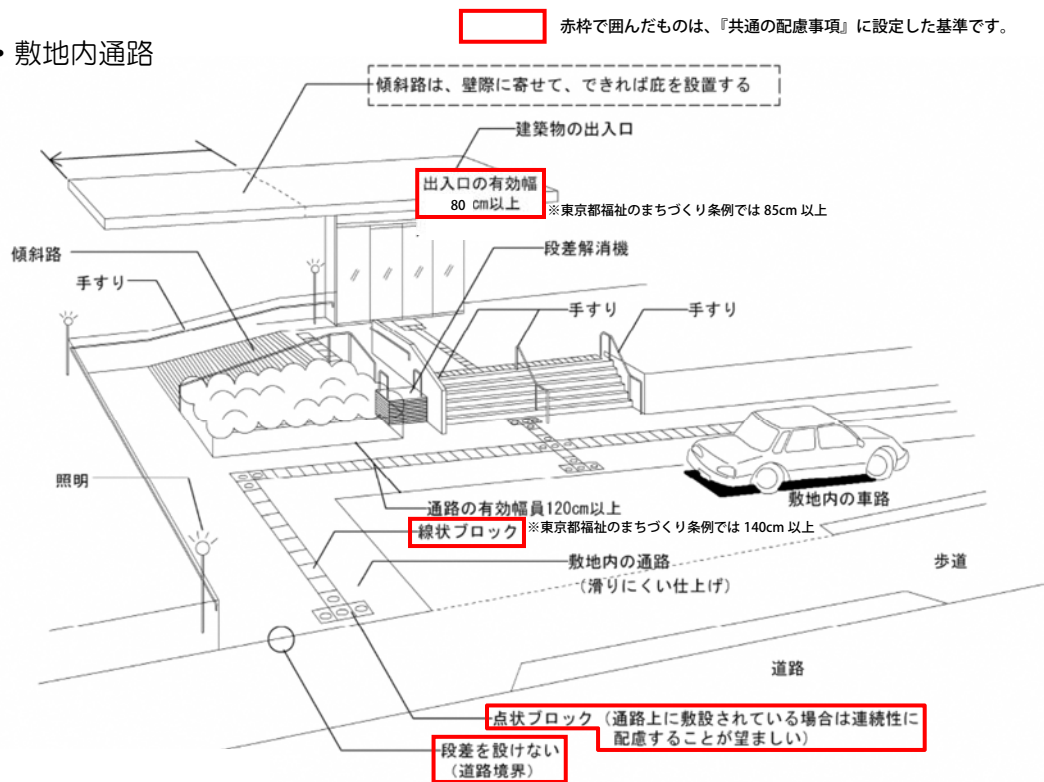 赤枠で囲んだものは、『共通の配慮事項』に設定した基準です。
・敷地内通路
傾斜路は、壁際に寄せて、できれば庇を設置する
建築物の出入口
出入口の有効幅
80 cm以上
※東京都福祉のまちづくり条例では 85cm 以上
傾斜路
段差解消機
手すり
手すり
手すり
照明
敷地内の車路
通路の有効幅員120cm以上
線状ブロック
※東京都福祉のまちづくり条例では 140cm 以上
敷地内の通路
(滑りにくい仕上げ)
歩道
道路
点状ブロック (通路上に敷設されている場合は連続性に
配慮することが望ましい)
段差を設けない
(道路境界)